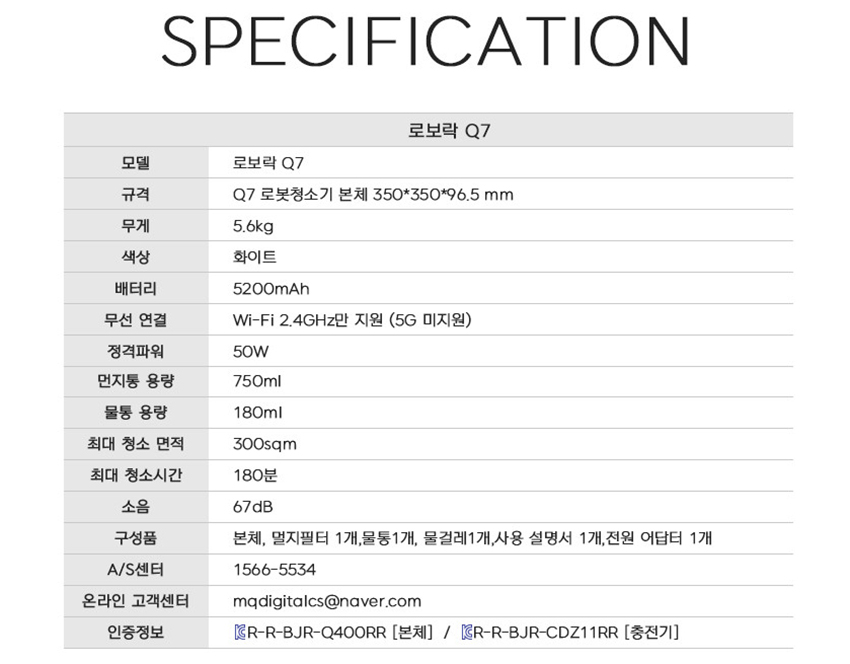 SPECIFICATION
로보락 Q7
모델 로보락 Q7
규격 Q7 로봇청소기 본체 350*350*96.5 mm
무게 5.6kg
색상 화이트
배터리 5200mAh
무선 연결 Wi-Fi 2.4GHz만 지원 (5G 미지원)
정격파워 50W
먼지통 용량 750ml
물통 용량 180ml
최대 청소 면적 300sqm
최대 청소시간 180분
소음 67dB
구성품 본체, 멀지필터 1개,물통1개, 물걸레1개,사용 설명서 1개,전원 어답터 1개
A/S센터 1566-5534
온라인 고객센터 mqdigitalcs@naver.com
인증정보 R-R-BJR-Q400RR [본체] / R-R-BJR-CDZ11RR [충전기]